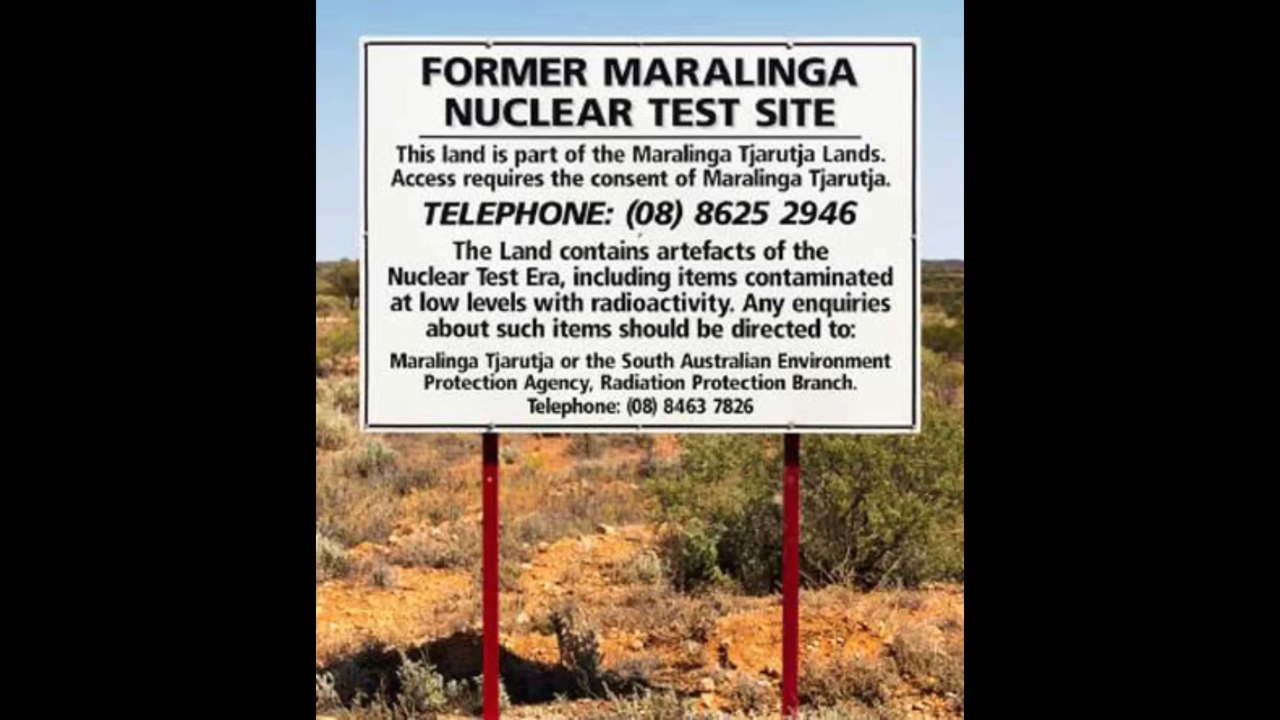 FORMER MARALINGA
NUCLEAR TEST SITE
This land is part of the Maralinga Tjarutja Lands.
Access requires the consent of Maralinga Tjarutja.
TELEPHONE: (08) 8625 2946
The Land contains artefacts of the
Nuclear Test Era, including items contaminated
at low levels with radioactivity. Any enquiries
about such items should be directed to:
Maralinga Tjarutja or the South Australian Environment
Protection Agency, Radiation Protection Branch.
Telephone: (08) 8463 7826